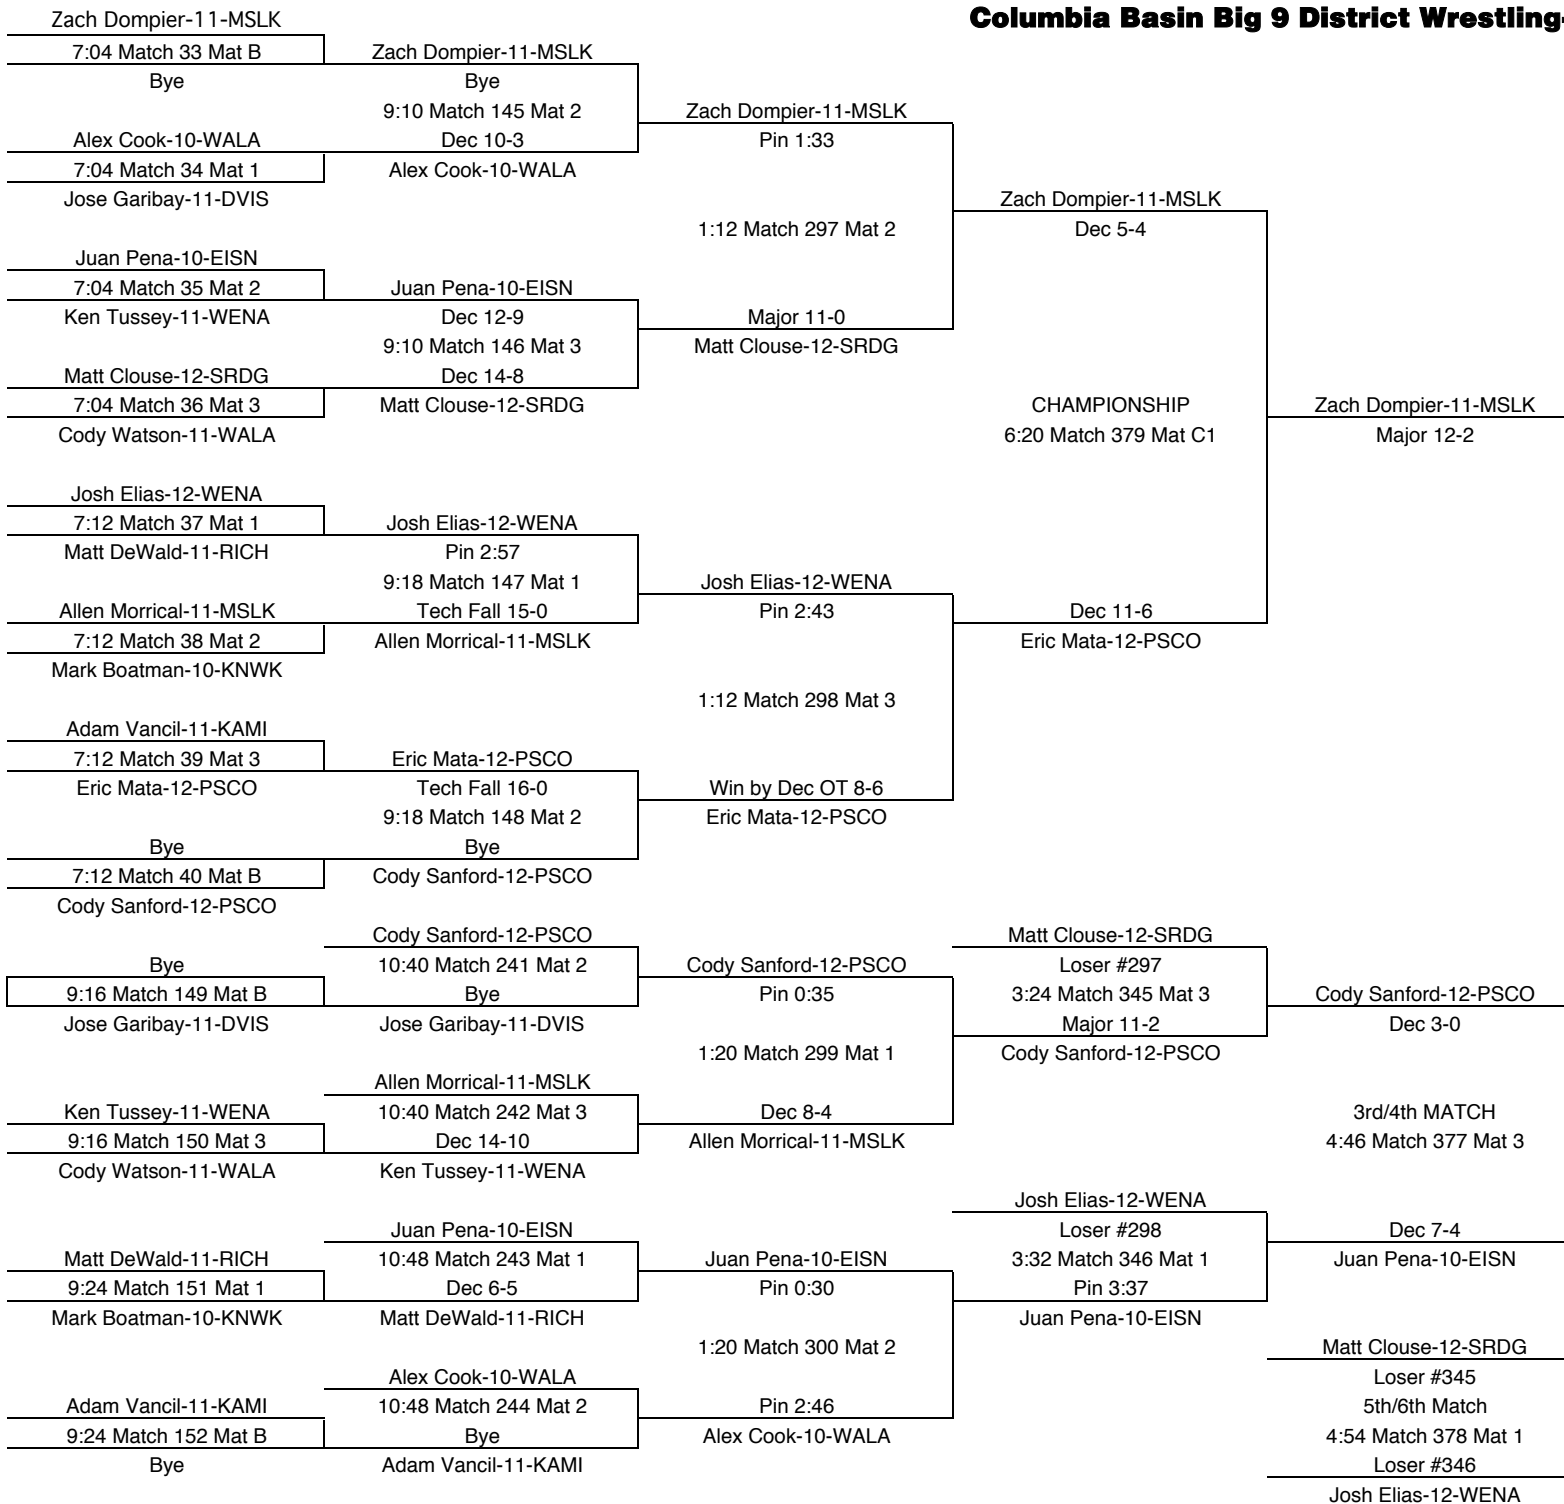 Columbia Basin Big 9 District Wrestling-
Zach Dompier-11-MSLK
7:04 Match 33 Mat B
Bye
Alex Cook-10-WALA
7:04 Match 34 Mat 1
Jose Garibay-11-DVIS
Juan Pena-10-EISN
7:04 Match 35 Mat 2
Ken Tussey-11-WENA
Matt Clouse-12-SRDG
7:04 Match 36 Mat 3
Cody Watson-11-WALA
Josh Elias-12-WENA
7:12 Match 37 Mat 1
Matt DeWald-11-RICH
Allen Morrical-11-MSLK
7:12 Match 38 Mat 2
Mark Boatman-10-KNWK
Adam Vancil-11-KAMI
7:12 Match 39 Mat 3
Eric Mata-12-PSCO
Bye
7:12 Match 40 Mat B
Cody Sanford-12-PSCO
Bye
9:16 Match 149 Mat B
Jose Garibay-11-DVIS
Ken Tussey-11-WENA
9:16 Match 150 Mat 3
Cody Watson-11-WALA
Matt DeWald-11-RICH
9:24 Match 151 Mat 1
Mark Boatman-10-KNWK
Adam Vancil-11-KAMI
9:24 Match 152 Mat B
Bye
Zach Dompier-11-MSLK
Bye
9:10 Match 145 Mat 2
Dec 10-3
Alex Cook-10-WALA
Juan Pena-10-EISN
Dec 12-9
9:10 Match 146 Mat 3
Dec 14-8
Matt Clouse-12-SRDG
Josh Elias-12-WENA
Pin 2:57
9:18 Match 147 Mat 1
Tech Fall 15-0
Allen Morrical-11-MSLK
Eric Mata-12-PSCO
Tech Fall 16-0
9:18 Match 148 Mat 2
Bye
Cody Sanford-12-PSCO
Cody Sanford-12-PSCO
10:40 Match 241 Mat 2
Bye
Jose Garibay-11-DVIS
Allen Morrical-11-MSLK
10:40 Match 242 Mat 3
Dec 14-10
Ken Tussey-11-WENA
Juan Pena-10-EISN
10:48 Match 243 Mat 1
Dec 6-5
Matt DeWald-11-RICH
Alex Cook-10-WALA
10:48 Match 244 Mat 2
Bye
Adam Vancil-11-KAMI
Zach Dompier-11-MSLK
Pin 1:33
1:12 Match 297 Mat 2
Major 11-0
Matt Clouse-12-SRDG
Josh Elias-12-WENA
Pin 2:43
1:12 Match 298 Mat 3
Win by Dec OT 8-6
Eric Mata-12-PSCO
Cody Sanford-12-PSCO
Pin 0:35
1:20 Match 299 Mat 1
Dec 8-4
Allen Morrical-11-MSLK
Juan Pena-10-EISN
Pin 0:30
1:20 Match 300 Mat 2
Pin 2:46
Alex Cook-10-WALA
Zach Dompier-11-MSLK
Dec 5-4
CHAMPIONSHIP
6:20 Match 379 Mat C1
Dec 11-6
Eric Mata-12-PSCO
Matt Clouse-12-SRDG
Loser #297
3:24 Match 345 Mat 3
Major 11-2
Cody Sanford-12-PSCO
Josh Elias-12-WENA
Loser #298
3:32 Match 346 Mat 1
Pin 3:37
Juan Pena-10-EISN
Zach Dompier-11-MSLK
Major 12-2
Cody Sanford-12-PSCO
Dec 3-0
3rd/4th MATCH
4:46 Match 377 Mat 3
Dec 7-4
Juan Pena-10-EISN
Matt Clouse-12-SRDG
Loser #345
5th/6th Match
4:54 Match 378 Mat 1
Loser #346
Josh Elias-12-WENA